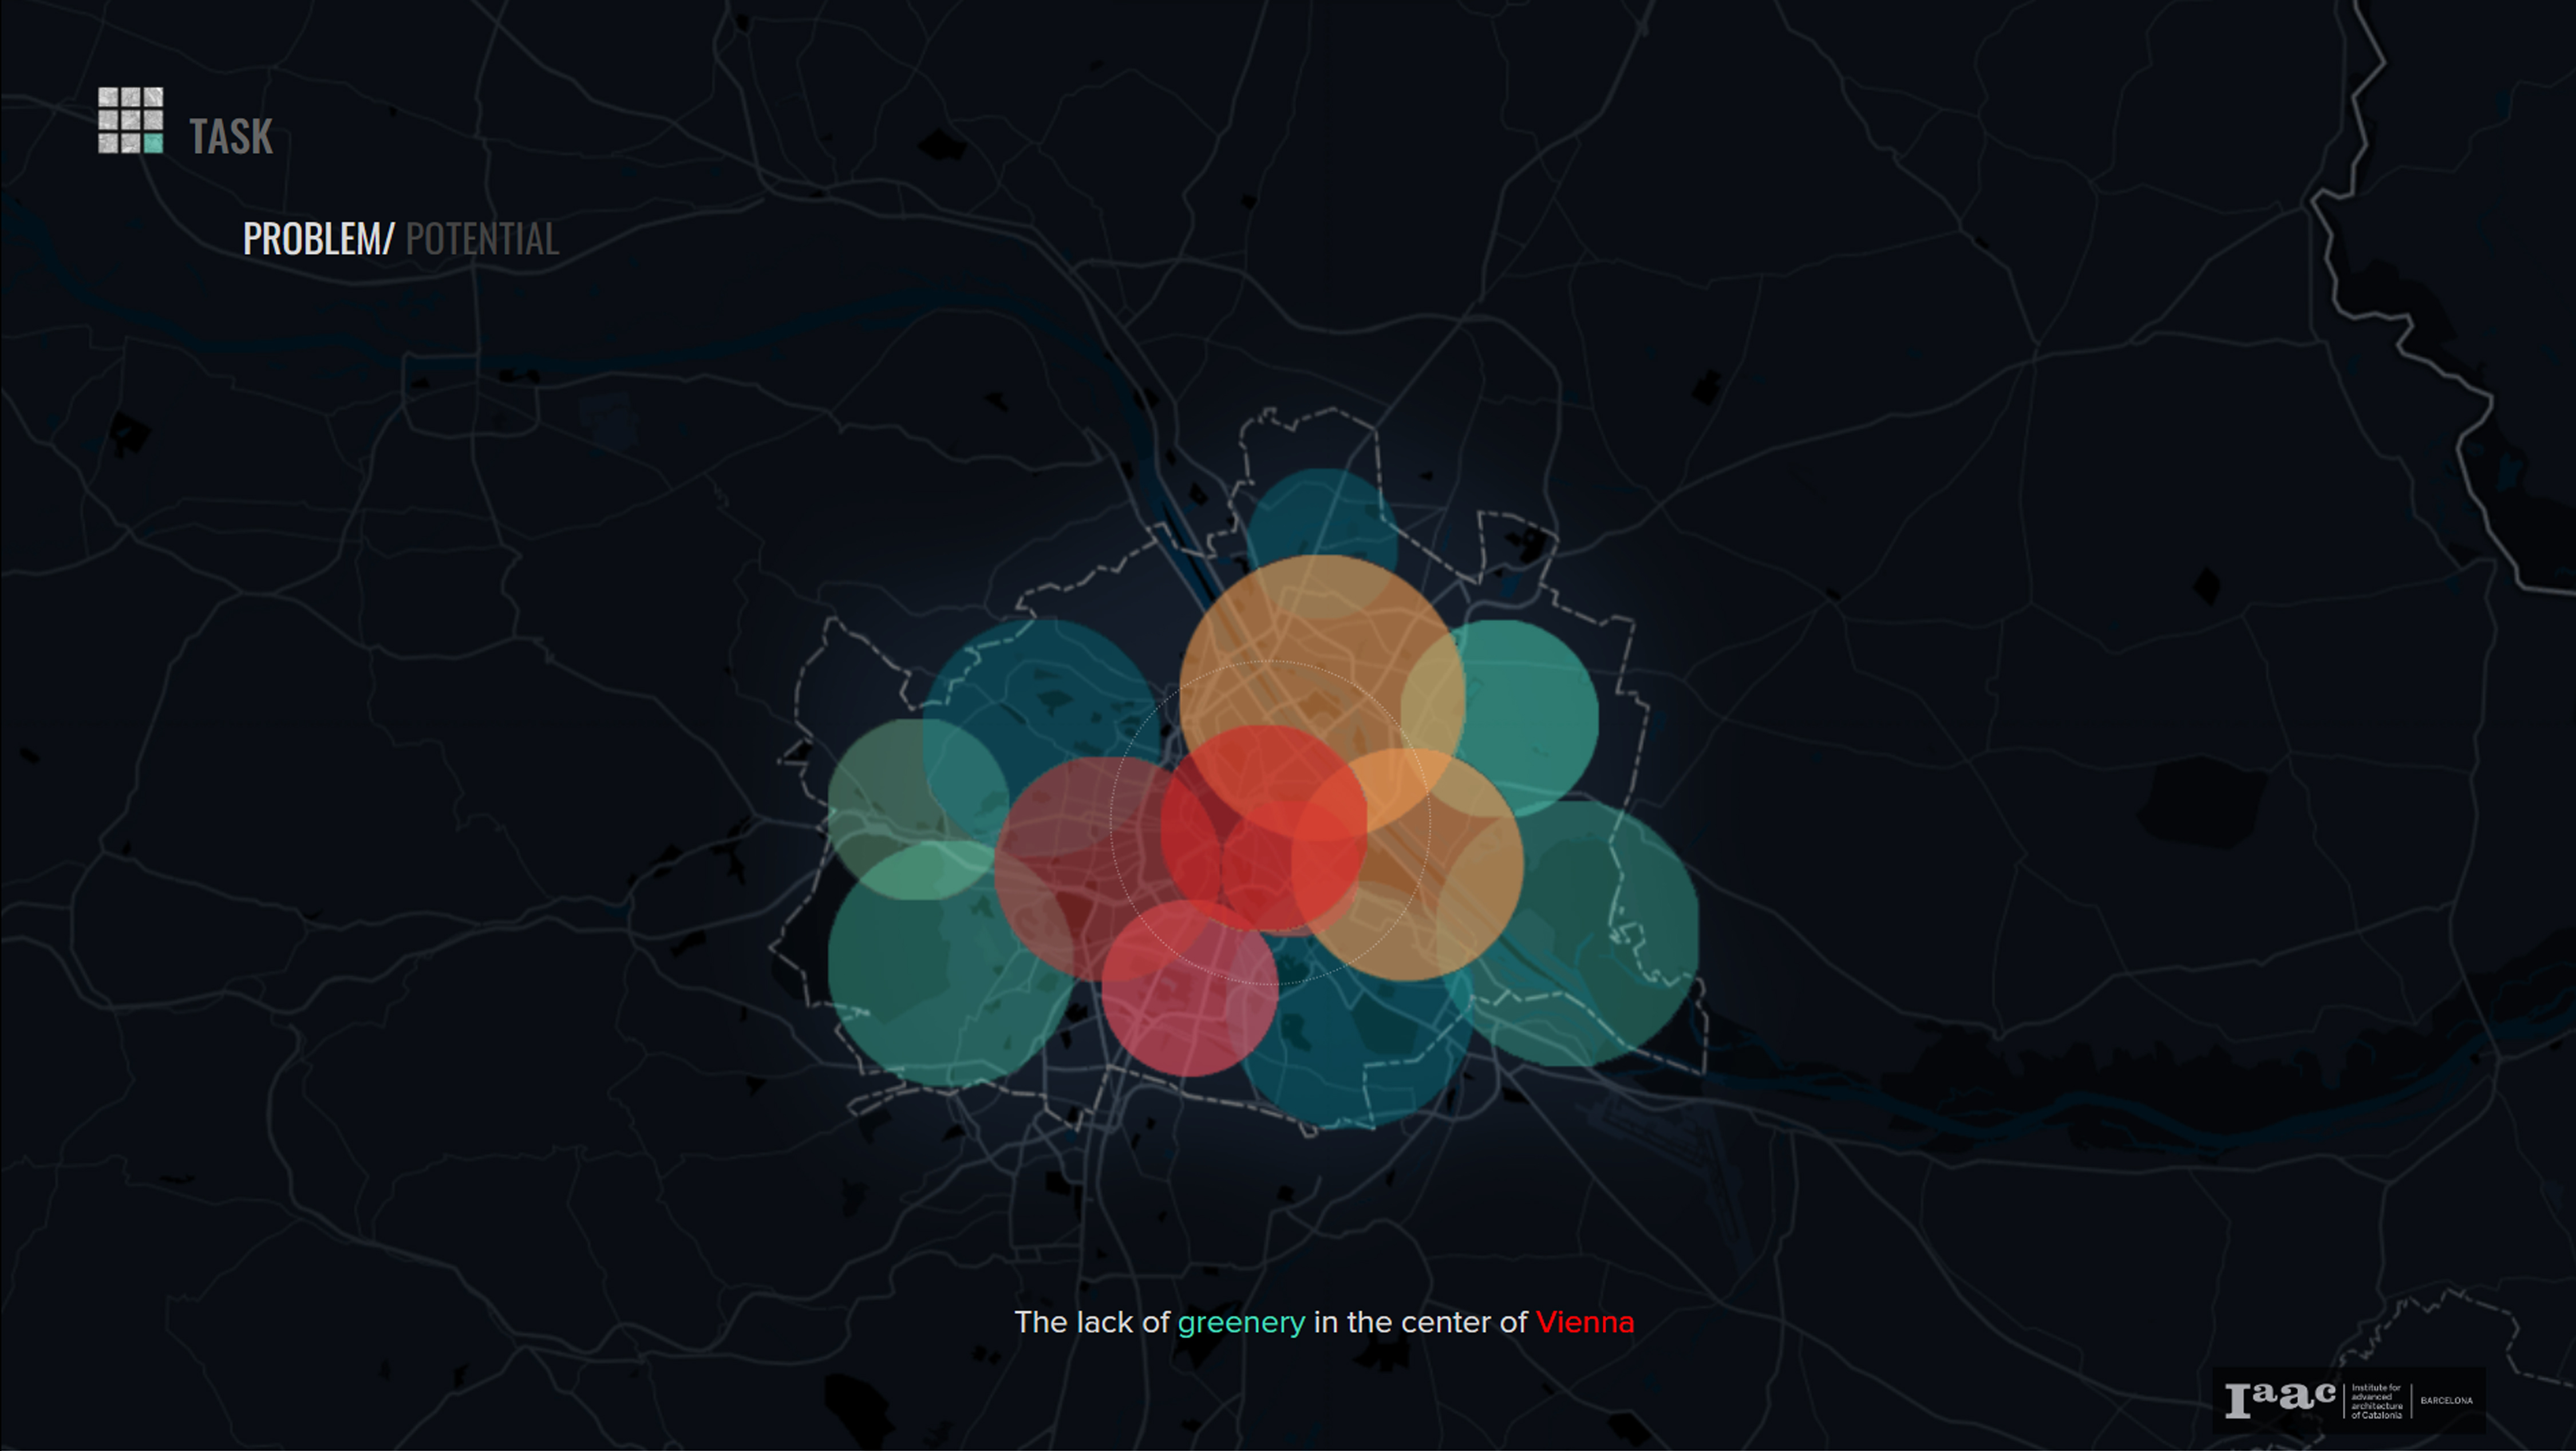 TASK
PROBLEM/ POTENTIAL
The lack of greenery in the center of Vienna
Iaac
Institute for
advanced
architecture
of Catalonia
BARCELONA